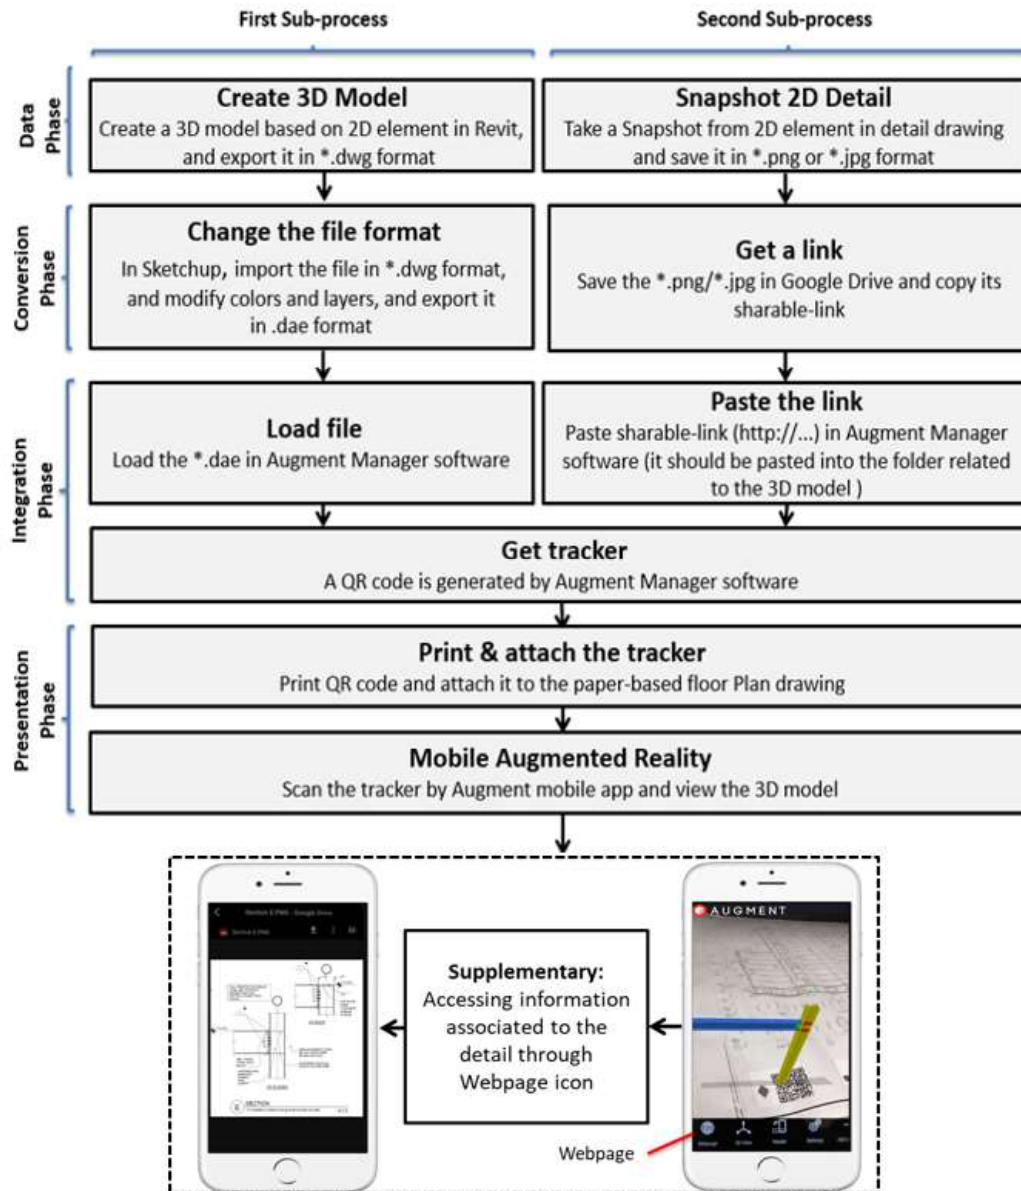 First Sub-process
Second Sub-process
Data
Phase
Create 3D Model
Create a 3D model based on 2D element in Revit,
and export it in *.dwg format
Snapshot 2D Detail
Take a Snapshot from 2D element in detail drawing
and save it in *.png or *.jpg format
Conversion
Phase
Change the file format
In Sketchup, import the file in *.dwg format,
and modify colors and layers, and export it
in .dae format
Get a link
Save the *.png/*.jpg in Google Drive and copy its
sharable-link
Integration
Phase
Load file
Load the *.dae in Augment Manager software
Paste the link
Paste sharable-link (http://...) in Augment Manager
software (it should be pasted into the folder related
to the 3D model )
Get tracker
A QR code is generated by Augment Manager software
Presentation
Phase
Print & attach the tracker
Print QR code and attach it to the paper-based floor Plan drawing
Mobile Augmented Reality
Scan the tracker by Augment mobile app and view the 3D model
Supplementary:
Accessing information
associated to the
detail through
Webpage icon
AUGMENT
SECTION
Webpage